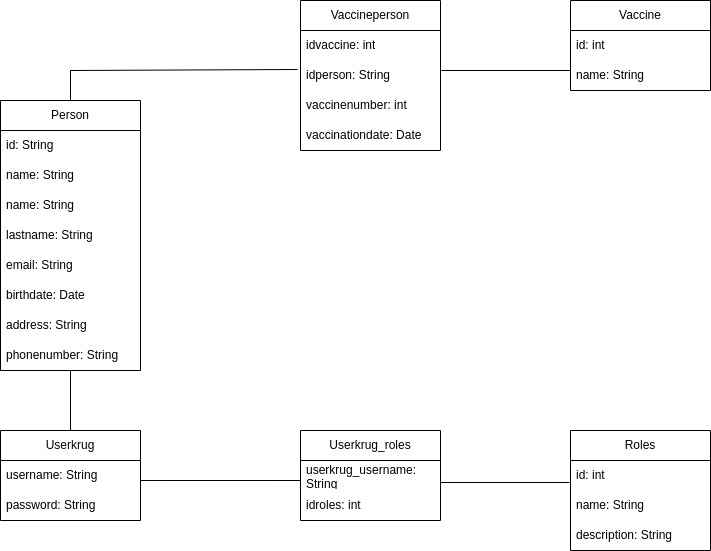 Vaccineperson
idvaccine: int
idperson: String
vaccinenumber: int
vaccinationdate: Date
Vaccine
id: int
name: String
Person
id: String
name: String
name: String
lastname: String
email: String
birthdate: Date
address: String
phonenumber: String
Userkrug
username: String
password: String
Userkrug_roles
userkrug_username:
String
idroles: int
Roles
id: int
name: String
description: String